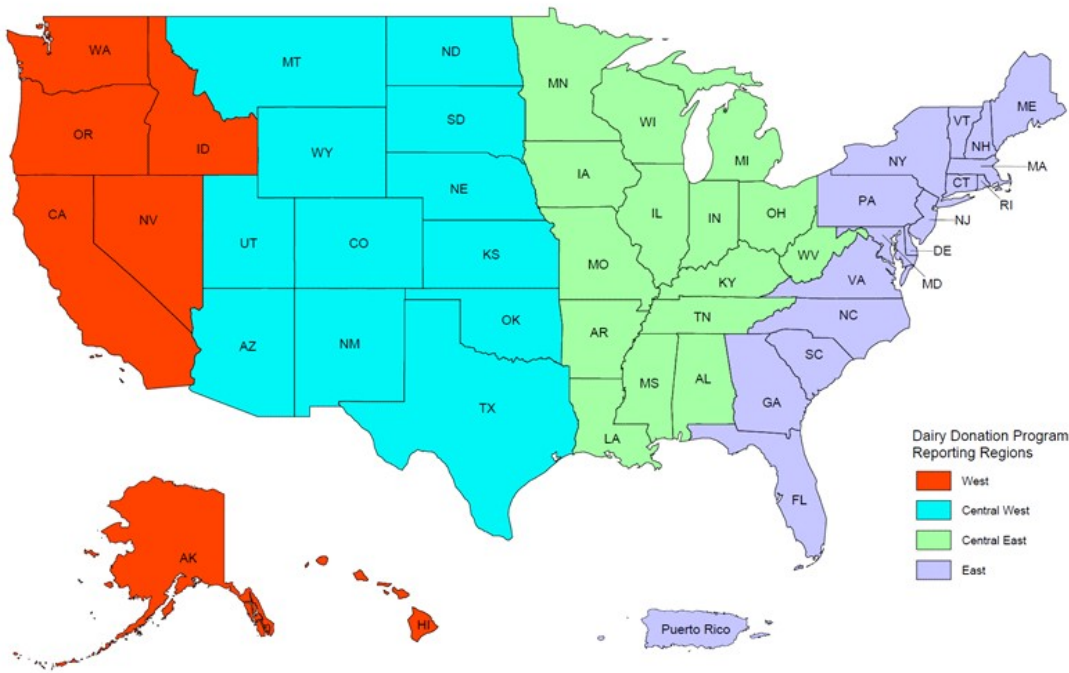 WA
MT
ND
MN
ME
VT
NH
OR
ID
SD
WI
MI
NY
MA
WY
IA
CA
NV
NE
PA
CT
RI
NJ
UT
CO
KS
IL
IN
OH
WV
DE
MD
MO
KY
VA
AZ
NM
OK
AR
TN
NC
TX
MS
AL
SC
GA
LA
FL
AK
HI
Puerto Rico
Dairy Donation Program
Reporting Regions
West
Central West
Central East
East